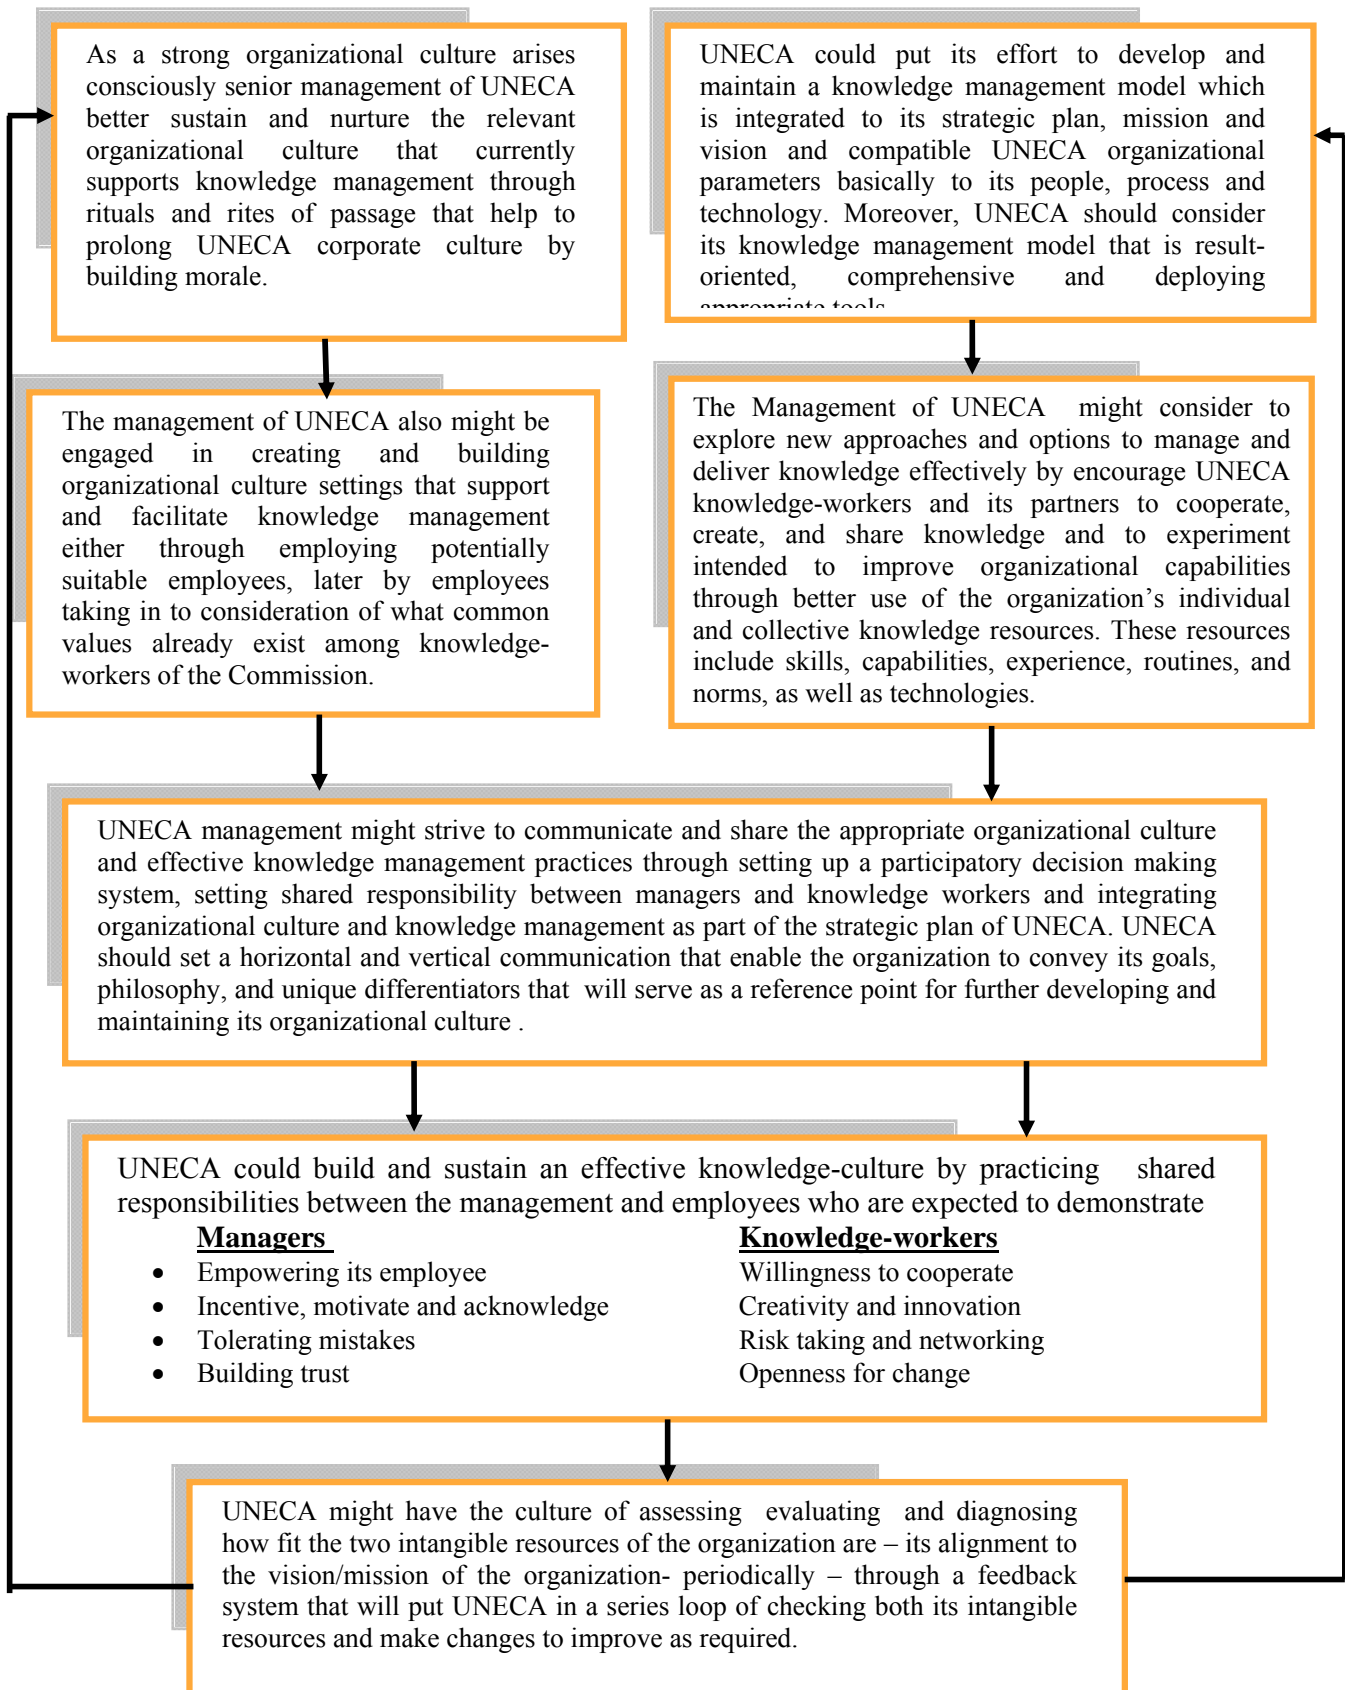 As a strong organizational culture arises
consciously senior management of UNECA
better sustain and nurture the relevant
organizational culture that currently
supports knowledge management through
rituals and rites of passage that help to
prolong UNECA corporate culture by
building morale.
UNECA could put its effort to develop and
maintain a knowledge management model which
is integrated to its strategic plan, mission and
vision and compatible UNECA organizational
parameters basically to its people, process and
technology. Moreover, UNECA should consider
its knowledge management model that is result-
oriented, comprehensive and deploying
appropriate tools
The management of UNECA also might be
engaged in creating and building
organizational culture settings that support
and facilitate knowledge management
either through employing potentially
suitable employees, later by employees
taking in to consideration of what common
values already exist among knowledge-
workers of the Commission.
The Management of UNECA might consider to
explore new approaches and options to manage and
deliver knowledge effectively by encourage UNECA
knowledge-workers and its partners to cooperate,
create, and share knowledge and to experiment
intended to improve organizational capabilities
through better use of the organization's individual
and collective knowledge resources. These resources
include skills, capabilities, experience, routines, and
norms, as well as technologies.
UNECA management might strive to communicate and share the appropriate organizational culture
and effective knowledge management practices through setting up a participatory decision making
system, setting shared responsibility between managers and knowledge workers and integrating
organizational culture and knowledge management as part of the strategic plan of UNECA. UNECA
should set a horizontal and vertical communication that enable the organization to convey its goals,
philosophy, and unique differentiators that will serve as a reference point for further developing and
maintaining its organizational culture .
UNECA could build and sustain an effective knowledge-culture by practicing shared
responsibilities between the management and employees who are expected to demonstrate
Managers Knowledge-workers
• Empowering its employee Willingness to cooperate
• Incentive, motivate and acknowledge Creativity and innovation
• Tolerating mistakes Risk taking and networking
• Building trust Openness for change
UNECA might have the culture of assessing evaluating and diagnosing
how fit the two intangible resources of the organization are – its alignment to
the vision/mission of the organization- periodically – through a feedback
system that will put UNECA in a series loop of checking both its intangible
resources and make changes to improve as required.